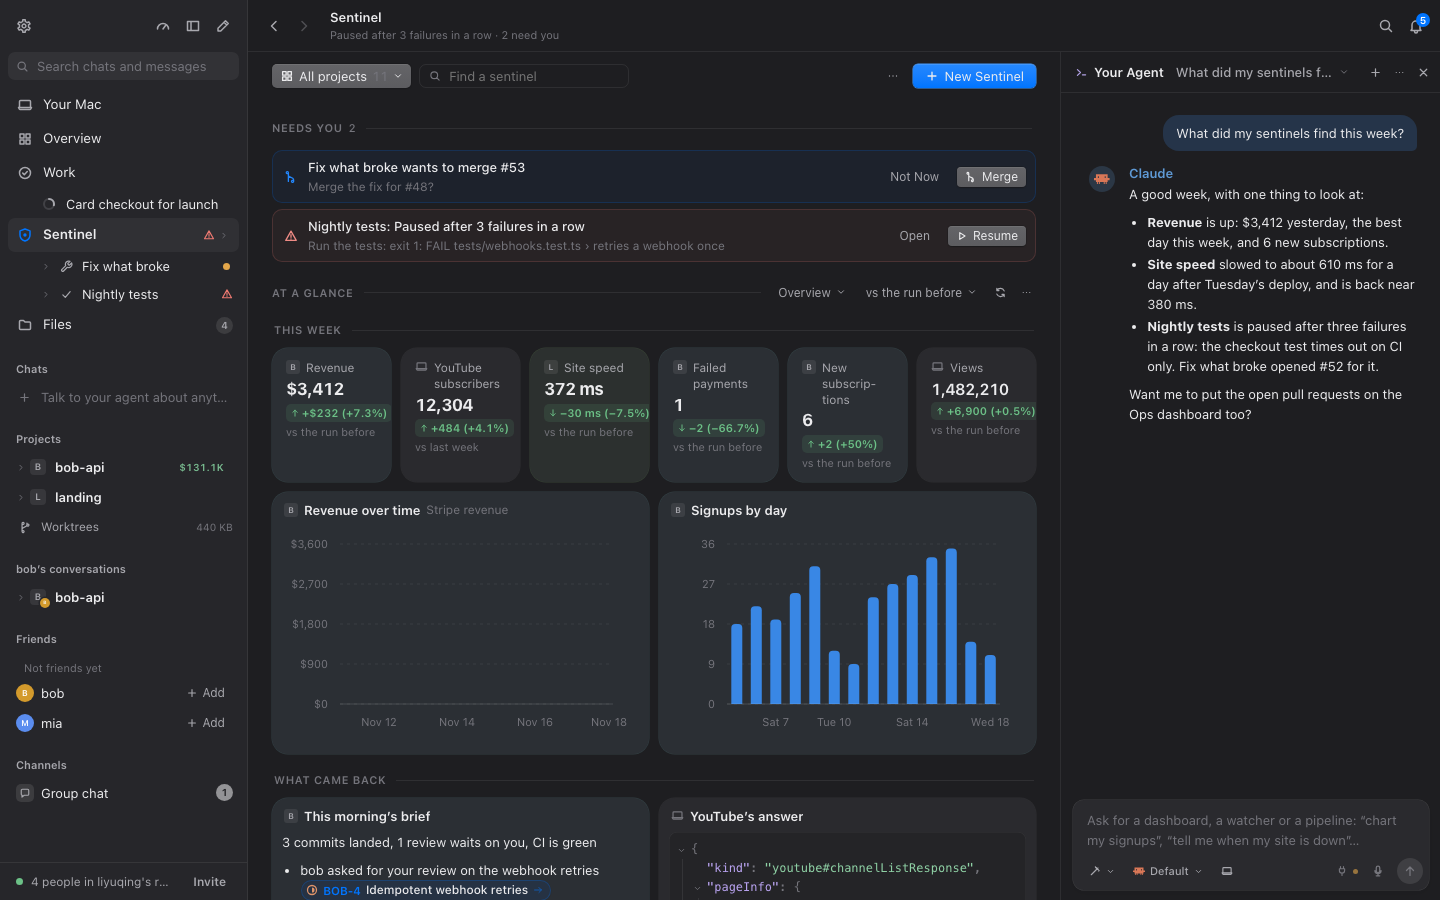 Search chats and messages
Your Mac
Overview
Work
Card checkout for launch
Sentinel
Fix what broke
Nightly tests
Files
4
Chats
Talk to your agent about anyt...
Projects
B bob-api $131.1K
L landing
Worktrees 440 KB
bob's conversations
B bob-api
Friends
Not friends yet
B bob + Add
M mia + Add
Channels
Group chat 1
4 people in liyuqing's r... Invite
Sentinel
Paused after 3 failures in a row · 2 need you
5
All projects 11
Find a sentinel
+ New Sentinel
NEEDS YOU 2
Fix what broke wants to merge #53
Merge the fix for #48?
Not Now Merge
Nightly tests: Paused after 3 failures in a row
Run the tests: exit 1: FAIL tests/webhooks.test.ts › retries a webhook once
Open Resume
AT A GLANCE
Overview vs the run before
THIS WEEK
B Revenue
$3,412
↑ +$232 (+7.3%)
vs the run before
YouTube
subscribers
12,304
↑ +484 (+4.1%)
vs last week
L Site speed
372 ms
↓ −30 ms (−7.5%)
vs the run before
B Failed
payments
1
↓ −2 (−66.7%)
vs the run before
B New
subscrip-
tions
6
↑ +2 (+50%)
vs the run before
Views
1,482,210
↑ +6,900 (+0.5%)
vs the run before
B Revenue over time Stripe revenue
$3,600
$2,700
$1,800
$900
$0
Nov 12 Nov 14 Nov 16 Nov 18
B Signups by day
36
27
18
9
0
Sat 7 Tue 10 Sat 14 Wed 18
WHAT CAME BACK
B This morning's brief
3 commits landed, 1 review waits on you, CI is green
• bob asked for your review on the webhook retries
BOB-4 Idempotent webhook retries →
YouTube's answer
{
"kind": "youtube#channelListResponse",
"pageInfo": {
Your Agent What did my sentinels f...
What did my sentinels find this week?
Claude
A good week, with one thing to look at:
• Revenue is up: $3,412 yesterday, the best
day this week, and 6 new subscriptions.
• Site speed slowed to about 610 ms for a
day after Tuesday's deploy, and is back near
380 ms.
• Nightly tests is paused after three failures
in a row: the checkout test times out on CI
only. Fix what broke opened #52 for it.
Want me to put the open pull requests on the
Ops dashboard too?
Ask for a dashboard, a watcher or a pipeline: “chart
my signups”, “tell me when my site is down”...
Default